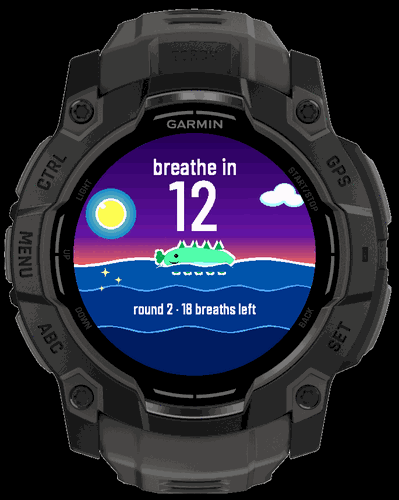 GARMIN
CTRL
LIGHT
GPS
START/STOP
breathe in
12
MENU
UP
round 2 · 18 breaths left
ABC
DOWN
SET
BACK